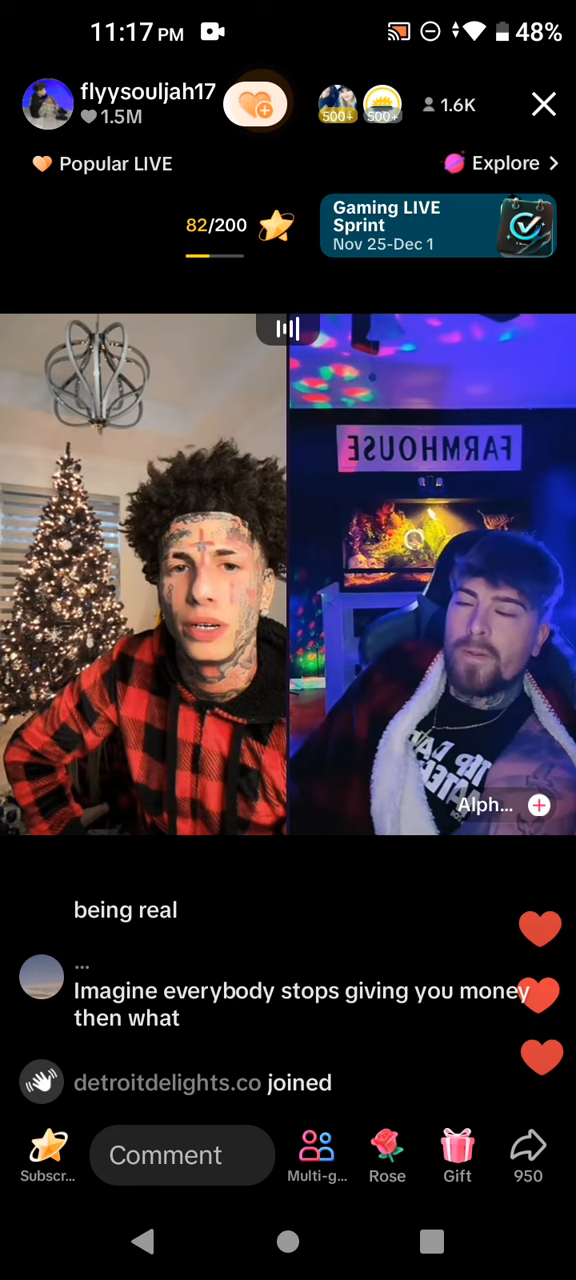 11:17 PM
48%
flyysouljah17
1.5M
500+
500+
1.6K
Popular LIVE
Explore >
82/200
Gaming LIVE
Sprint
Nov 25-Dec 1
FARMHOUSE
Alph...
being real
...
Imagine everybody stops giving you money
then what
detroitdelights.co joined
Subscr...
Comment
Multi-g...
Rose
Gift
950